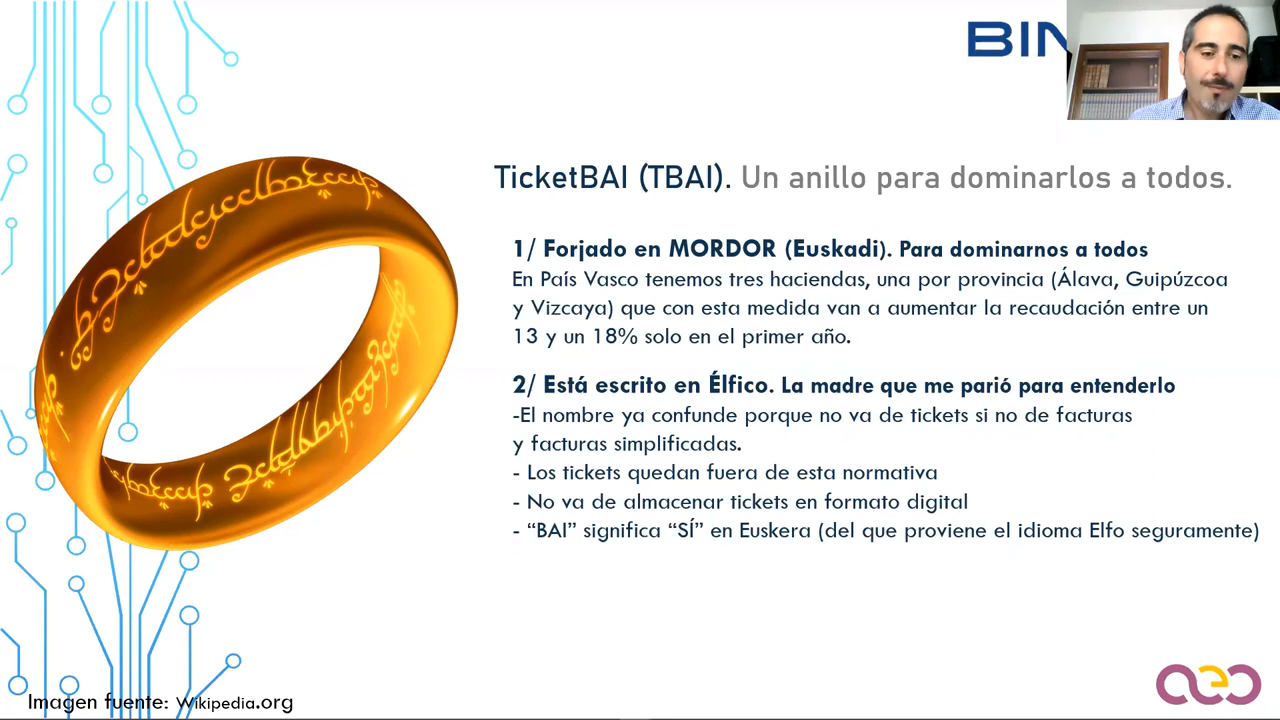 BIN
TicketBAI (TBAI). Un anillo para dominarlos a todos.
1/ Forjado en MORDOR (Euskadi). Para dominarnos a todos
En País Vasco tenemos tres haciendas, una por provincia (Álava, Guipúzcoa
y Vizcaya) que con esta medida van a aumentar la recaudación entre un
13 y un 18% solo en el primer año.
2/ Está escrito en Élfico. La madre que me parió para entenderlo
-El nombre ya confunde porque no va de tickets si no de facturas
y facturas simplificadas.
- Los tickets quedan fuera de esta normativa
- No va de almacenar tickets en formato digital
- “BAI” significa “SÍ” en Euskera (del que proviene el idioma Elfo seguramente)
Imagen fuente: Wikipedia.org
aeo